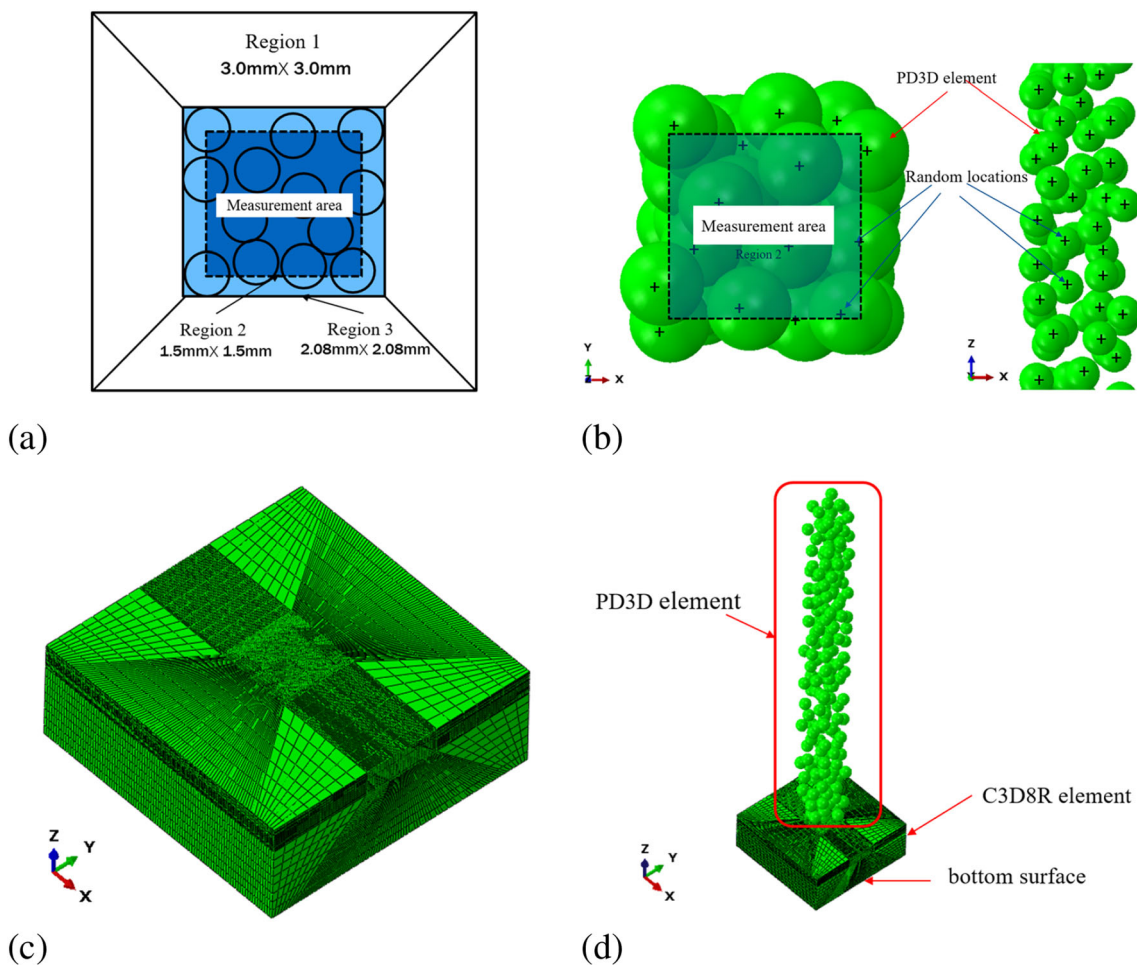 Region 1
3.0mmX 3.0mm
Measurement area
Region 2
1.5mmX 1.5mm
Region 3
2.08mmX 2.08mm
(a)
PD3D element
Random locations
Measurement area
Region 2
Y
Z
X
Z
Y
X
(b)
Z
Y
X
(c)
PD3D element
C3D8R element
bottom surface
Z
Y
X
(d)